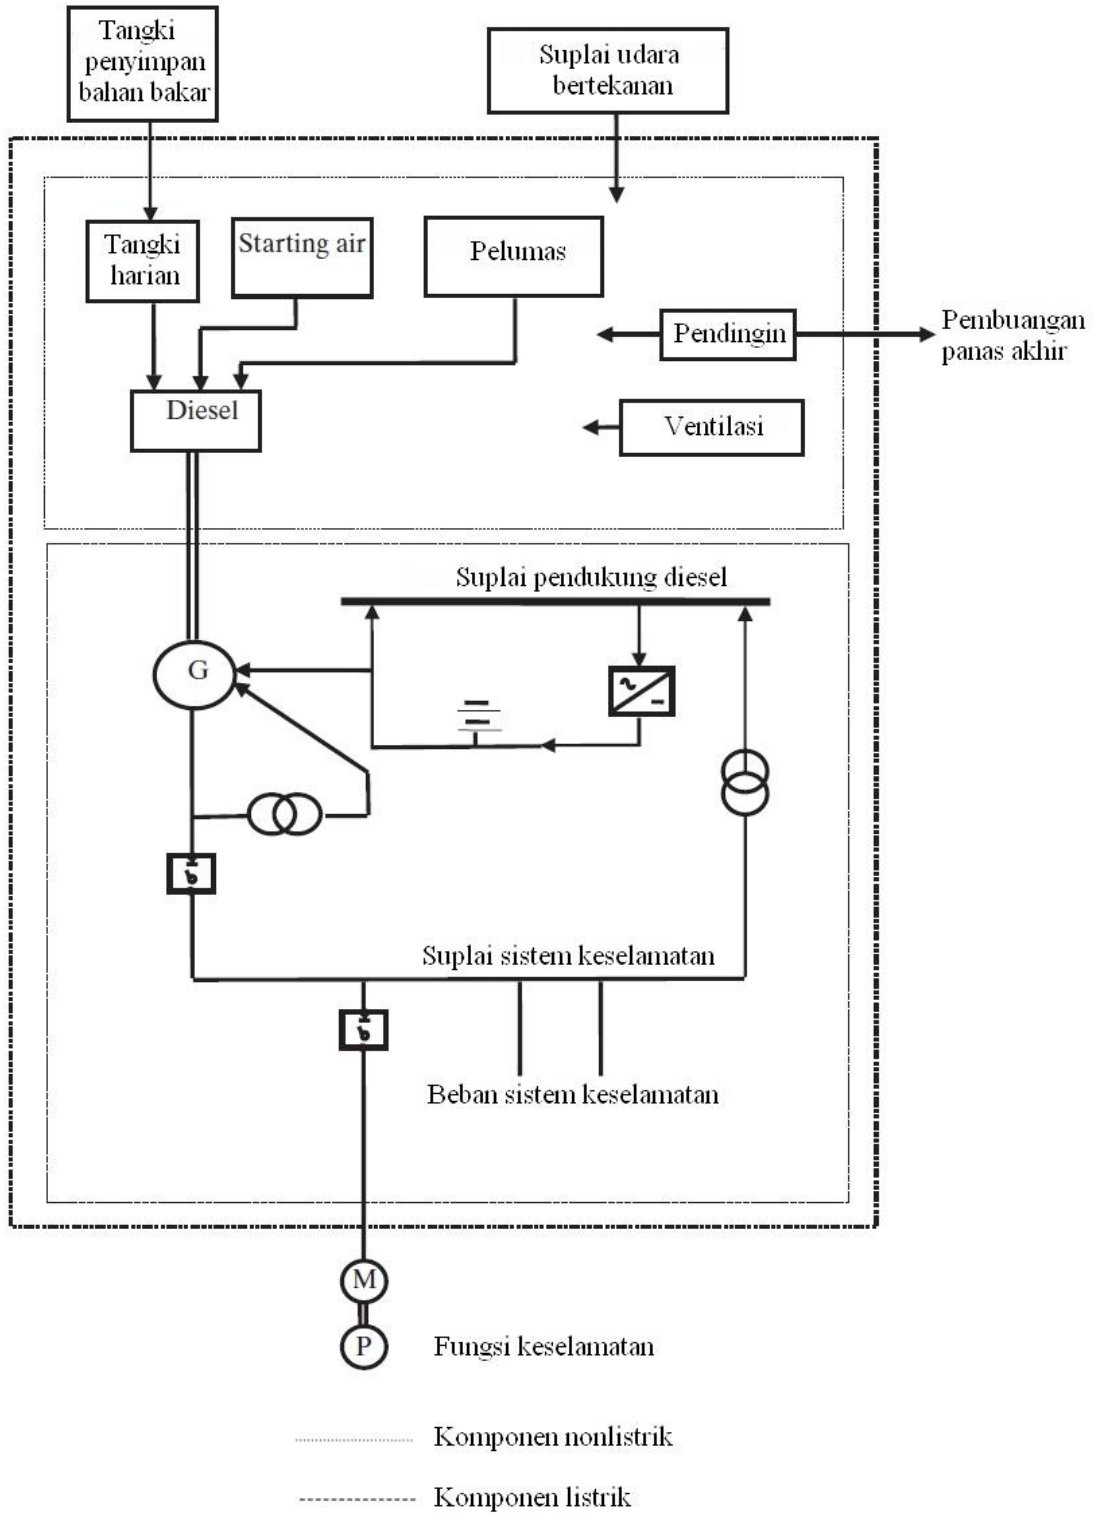 Tangki
penyimpan
bahan bakar
Suplai udara
bertekanan
Tangki
harian
Starting air
Pelumas
Pendingin
Pembuangan
panas akhir
Diesel
Ventilasi
Suplai pendukung diesel
G
Suplai sistem keselamatan
Beban sistem keselamatan
M
P
Fungsi keselamatan
Komponen nonlistrik
Komponen listrik